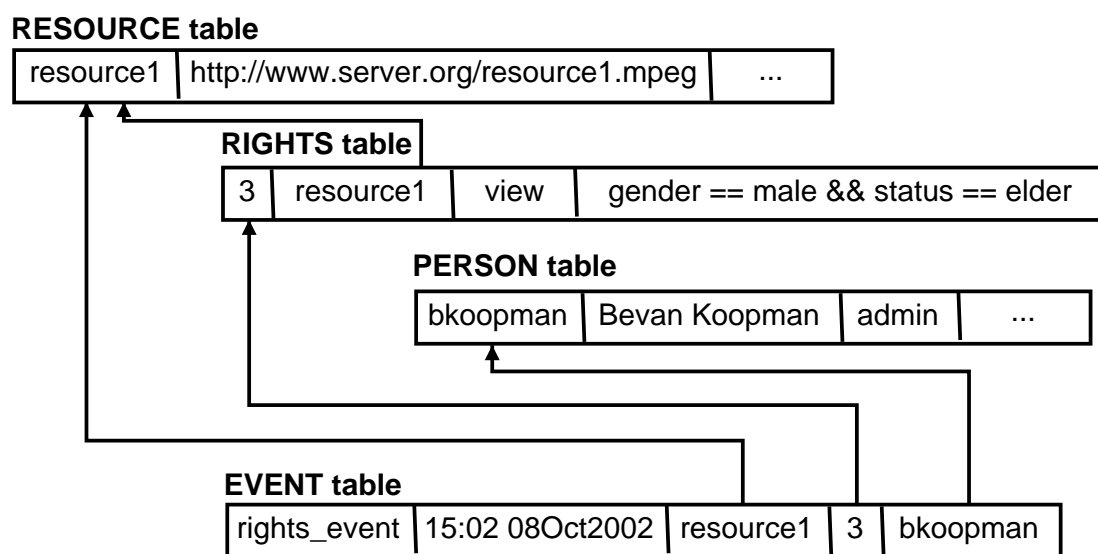 RESOURCE table
resource1 http://www.server.org/resource1.mpeg ...
RIGHTS table
3 resource1 view gender == male && status == elder
PERSON table
bkoopman Bevan Koopman admin ...
EVENT table
rights_event 15:02 08Oct2002 resource1 3 bkoopman